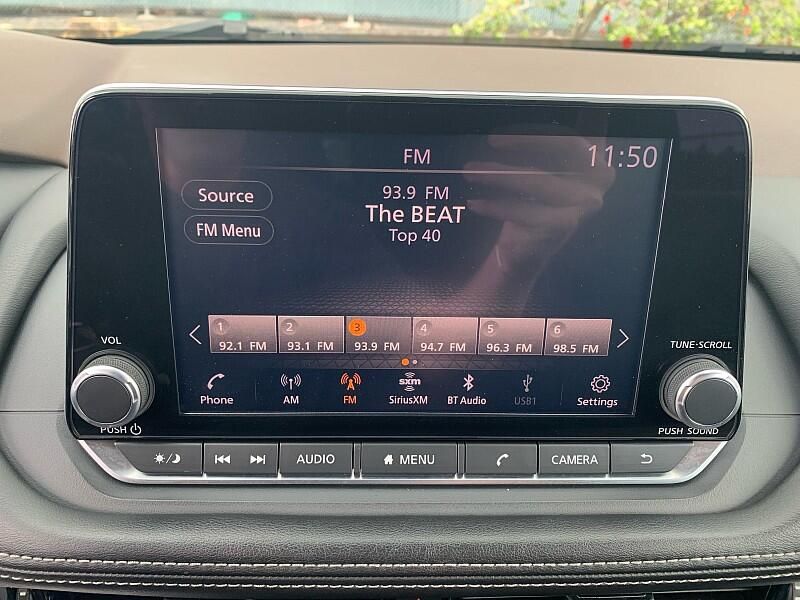 FM
11:50
Source
93.9 FM
The BEAT
FM Menu
Top 40
1 2 3 4 5 6
92.1 FM 93.1 FM 93.9 FM 94.7 FM 96.3 FM 98.5 FM
VOL
TUNE-SCROLL
sxm
Phone AM FM SiriusXM BT Audio USB1 Settings
PUSH
PUSH SOUND
AUDIO MENU CAMERA